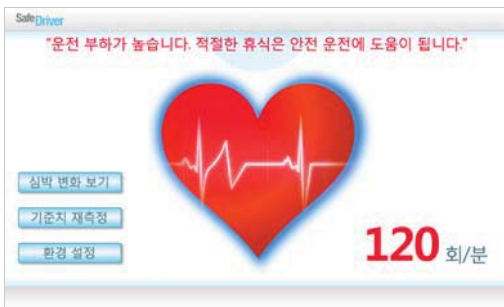 Safe Driver
"운전 부하가 높습니다. 적절한 휴식은 안전 운전에 도움이 됩니다."
심박 변화 보기
기준치 재측정
환경 설정
120 회/분